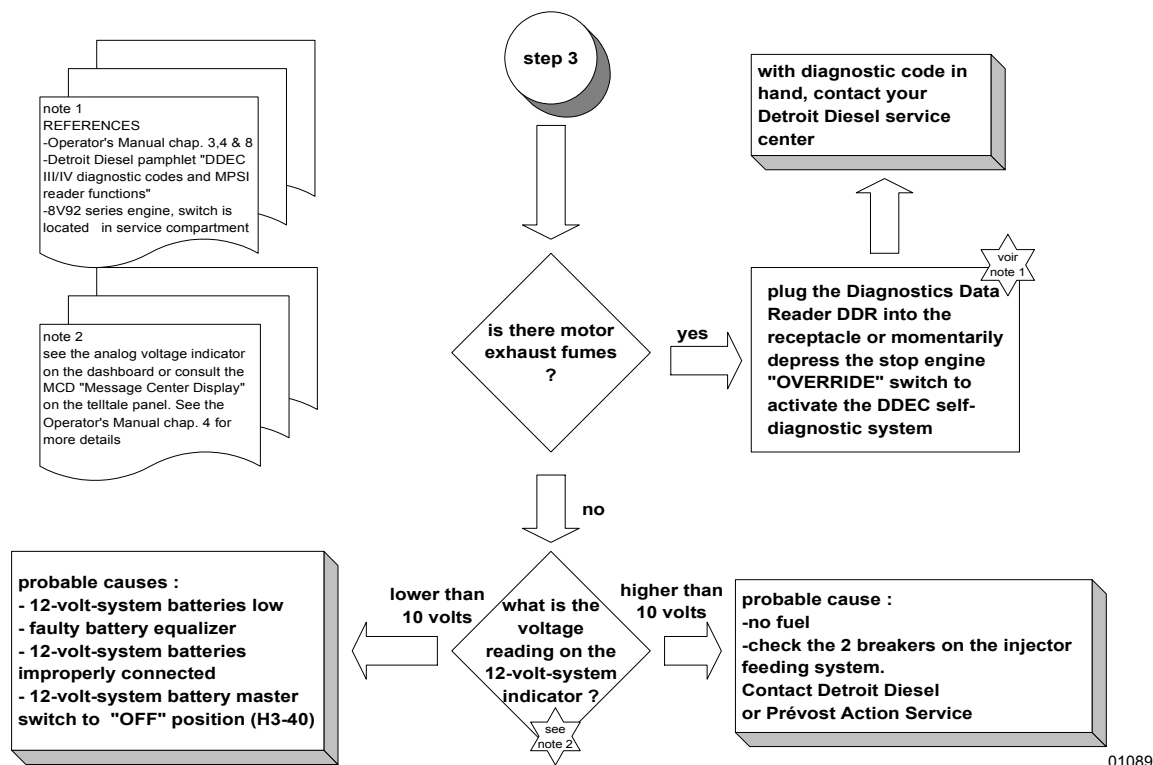 step 3
with diagnostic code in
hand, contact your
Detroit Diesel service
center
note 1
REFERENCES
-Operator's Manual chap. 3,4 & 8
-Detroit Diesel pamphlet "DDEC
III/IV diagnostic codes and MPSI
reader functions"
-8V92 series engine, switch is
located in service compartment
voir
note 1
is there motor
exhaust fumes
?
yes
plug the Diagnostics Data
Reader DDR into the
receptacle or momentarily
depress the stop engine
"OVERRIDE" switch to
activate the DDEC self-
diagnostic system
note 2
see the analog voltage indicator
on the dashboard or consult the
MCD "Message Center Display"
on the telltale panel. See the
Operator's Manual chap. 4 for
more details
no
probable causes :
- 12-volt-system batteries low
- faulty battery equalizer
- 12-volt-system batteries
improperly connected
- 12-volt-system battery master
switch to "OFF" position (H3-40)
lower than
10 volts
what is the
voltage
reading on the
12-volt-system
indicator ?
see
note 2
higher than
10 volts
probable cause :
-no fuel
-check the 2 breakers on the injector
feeding system.
Contact Detroit Diesel
or Prévost Action Service
01089